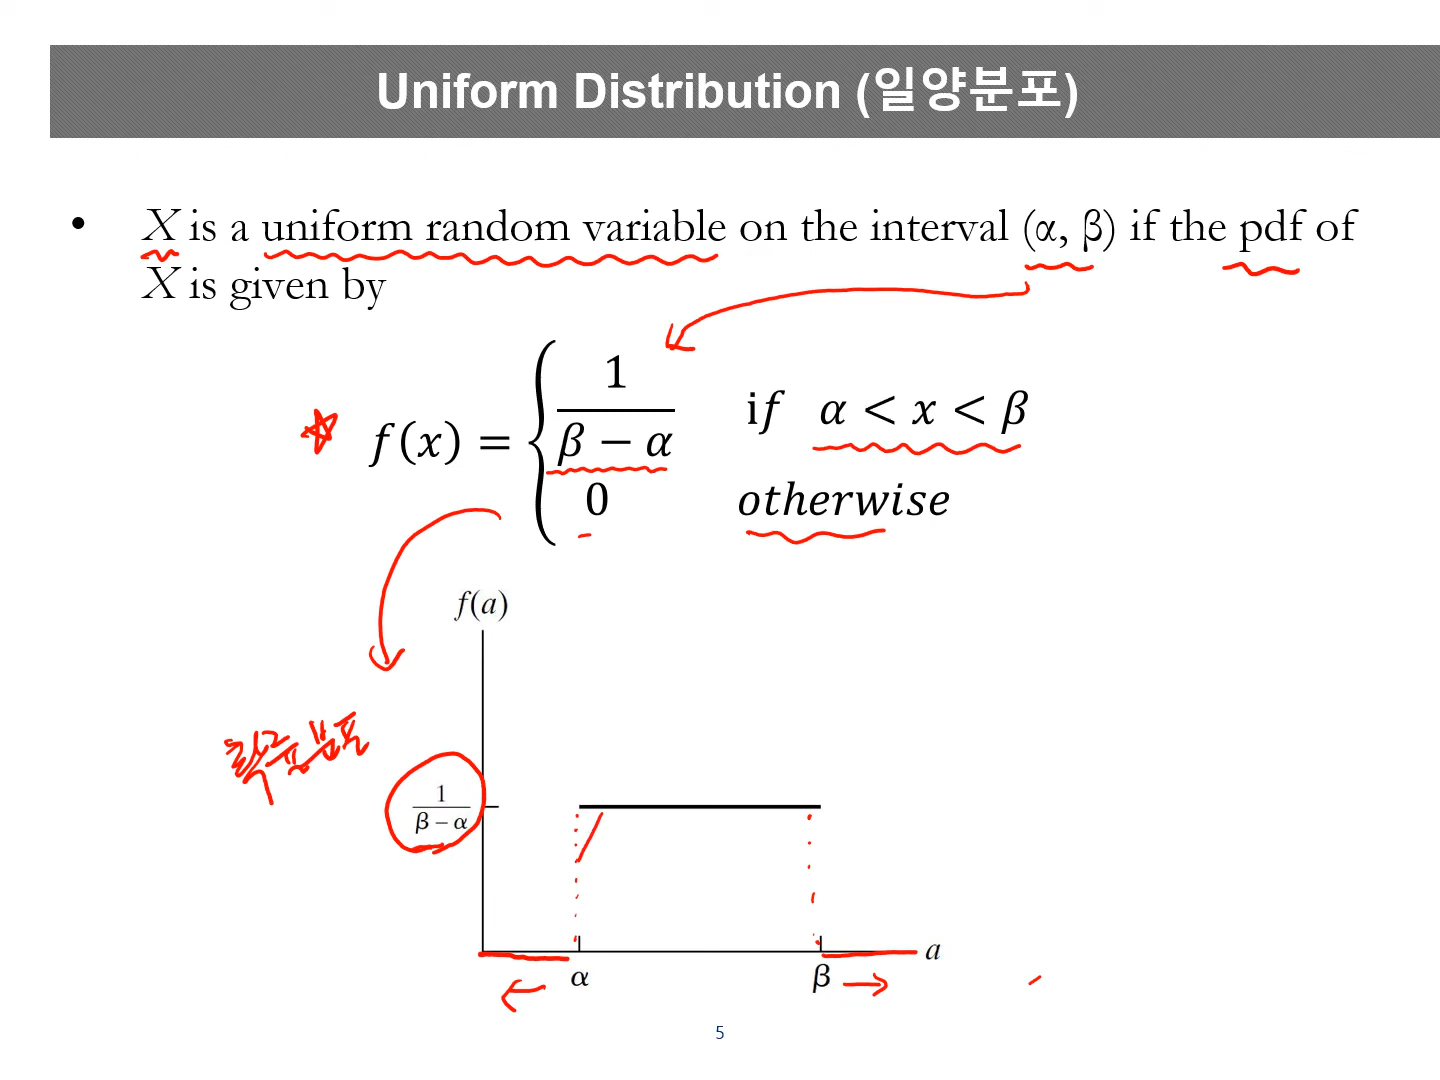 Uniform Distribution (일양분포)
• X is a uniform random variable on the interval (α, β) if the pdf of
X is given by
f(x) = { 1/(β − α) if α < x < β
0 otherwise
f(a)
확률분포
1/(β − α)
a
α β
5